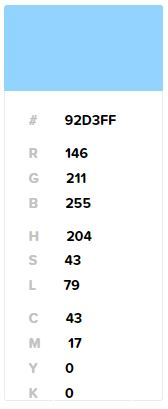 # 92D3FF
R 146
G 211
B 255
H 204
S 43
L 79
C 43
M 17
Y 0
K 0